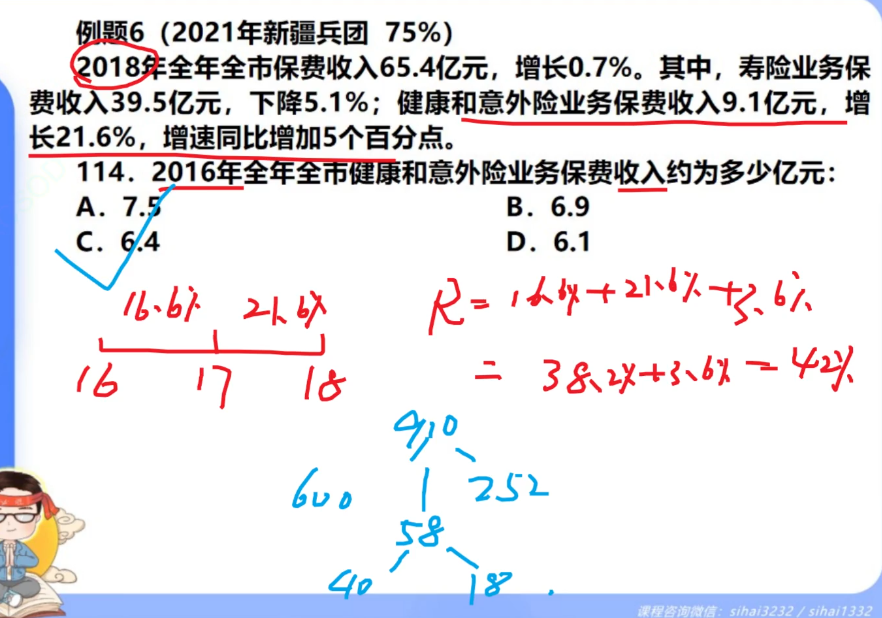 例题6（2021年新疆兵团 75%）
2018年全年全市保费收入65.4亿元，增长0.7%。其中，寿险业务保
费收入39.5亿元，下降5.1%；健康和意外险业务保费收入9.1亿元，增
长21.6%，增速同比增加5个百分点。
114．2016年全年全市健康和意外险业务保费收入约为多少亿元：
A．7.5 B．6.9
C．6.4 D．6.1
16.6% 21.6%
16 17 18
R=16.6%+21.6%+3.6%
=38.2%+3.6%=42%
910
600 252
58
40 18
课程咨询微信：sihai3232 / sihai1332